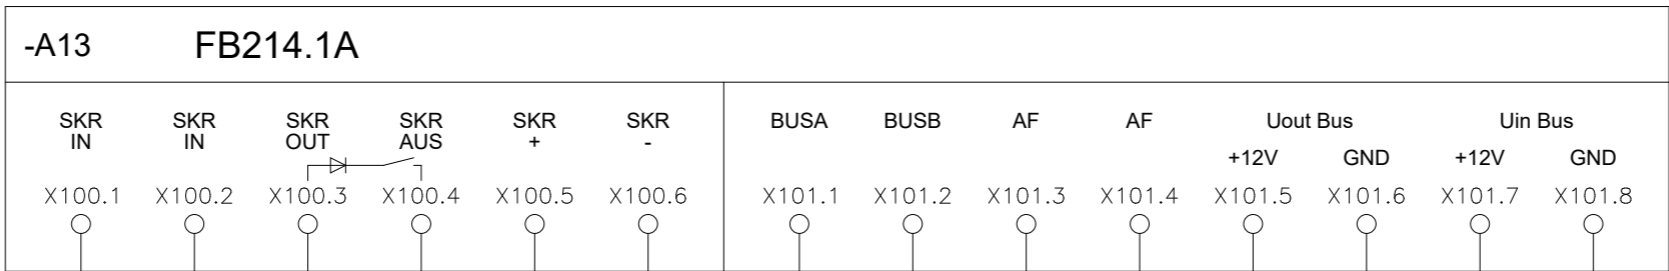 -A13 FB214.1A
SKR SKR SKR SKR SKR SKR BUSA BUSB AF AF Uout Bus Uin Bus
IN IN OUT AUS + - 
+12V GND +12V GND
X100.1 X100.2 X100.3 X100.4 X100.5 X100.6 X101.1 X101.2 X101.3 X101.4 X101.5 X101.6 X101.7 X101.8